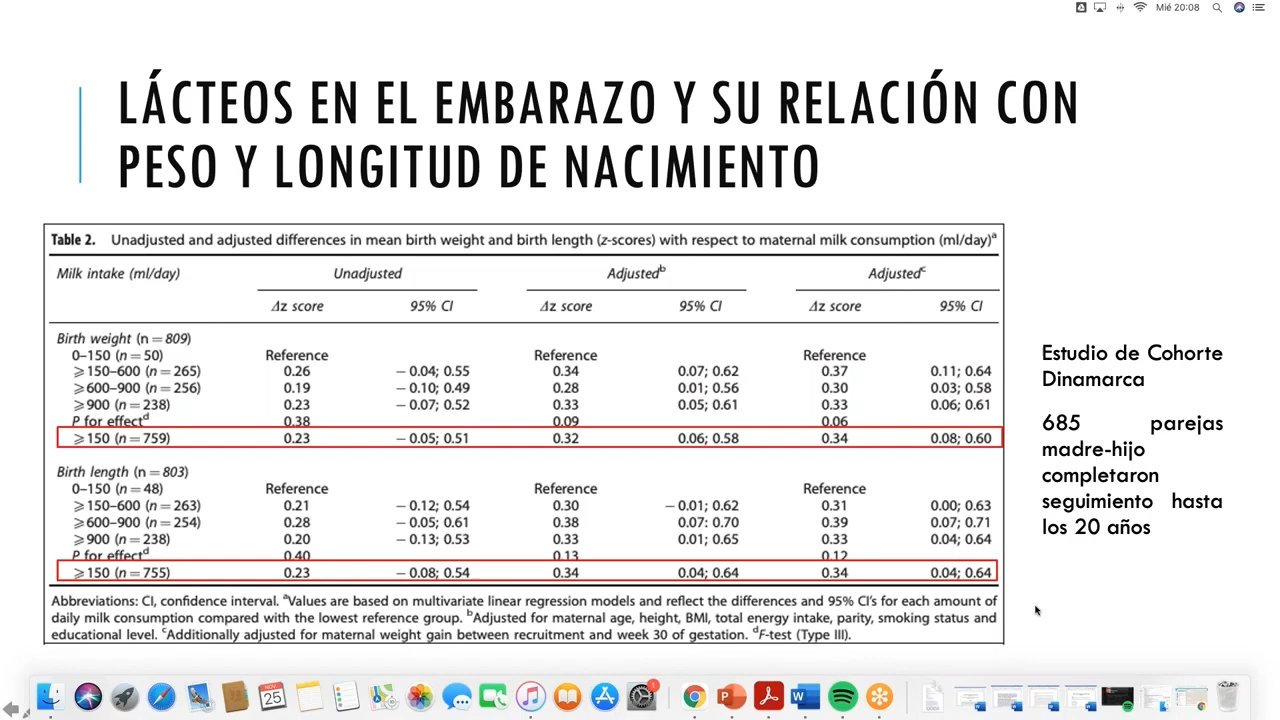 Mié 20:08
LÁCTEOS EN EL EMBARAZO Y SU RELACIÓN CON
PESO Y LONGITUD DE NACIMIENTO
Table 2. Unadjusted and adjusted differences in mean birth weight and birth length (z-scores) with respect to maternal milk consumption (ml/day)a
Milk intake (ml/day) Unadjusted Adjustedb Adjustedc
Δz score 95% CI Δz score 95% CI Δz score 95% CI
Birth weight (n = 809)
0–150 (n = 50) Reference Reference Reference
⩾150–600 (n = 265) 0.26 − 0.04; 0.55 0.34 0.07; 0.62 0.37 0.11; 0.64
⩾600–900 (n = 256) 0.19 − 0.10; 0.49 0.28 0.01; 0.56 0.30 0.03; 0.58
⩾900 (n = 238) 0.23 − 0.07; 0.52 0.33 0.05; 0.61 0.33 0.06; 0.61
P for effectd 0.38 0.09 0.06
⩾150 (n = 759) 0.23 − 0.05; 0.51 0.32 0.06; 0.58 0.34 0.08; 0.60
Birth length (n = 803)
0–150 (n = 48) Reference Reference Reference
⩾150–600 (n = 263) 0.21 − 0.12; 0.54 0.30 − 0.01; 0.62 0.31 0.00; 0.63
⩾600–900 (n = 254) 0.28 − 0.05; 0.61 0.38 0.07: 0.70 0.39 0.07; 0.71
⩾900 (n = 238) 0.20 − 0.13; 0.53 0.33 0.01; 0.65 0.33 0.04; 0.64
P for effectd 0.40 0.13 0.12
⩾150 (n = 755) 0.23 − 0.08; 0.54 0.34 0.04; 0.64 0.34 0.04; 0.64
Abbreviations: CI, confidence interval. aValues are based on multivariate linear regression models and reflect the differences and 95% CI's for each amount of
daily milk consumption compared with the lowest reference group. bAdjusted for maternal age, height, BMI, total energy intake, parity, smoking status and
educational level. cAdditionally adjusted for maternal weight gain between recruitment and week 30 of gestation. dF-test (Type III).
Estudio de Cohorte
Dinamarca
685 parejas
madre-hijo
completaron
seguimiento hasta
los 20 años
NOV
25
1
P
W